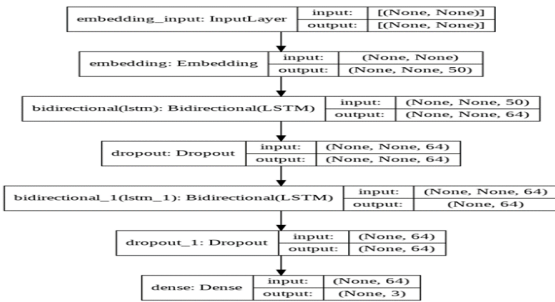 embedding_input: InputLayer input: [(None, None)]
output: [(None, None)]
embedding: Embedding input: (None, None)
output: (None, None, 50)
bidirectional(lstm): Bidirectional(LSTM) input: (None, None, 50)
output: (None, None, 64)
dropout: Dropout input: (None, None, 64)
output: (None, None, 64)
bidirectional_1(lstm_1): Bidirectional(LSTM) input: (None, None, 64)
output: (None, 64)
dropout_1: Dropout input: (None, 64)
output: (None, 64)
dense: Dense input: (None, 64)
output: (None, 3)